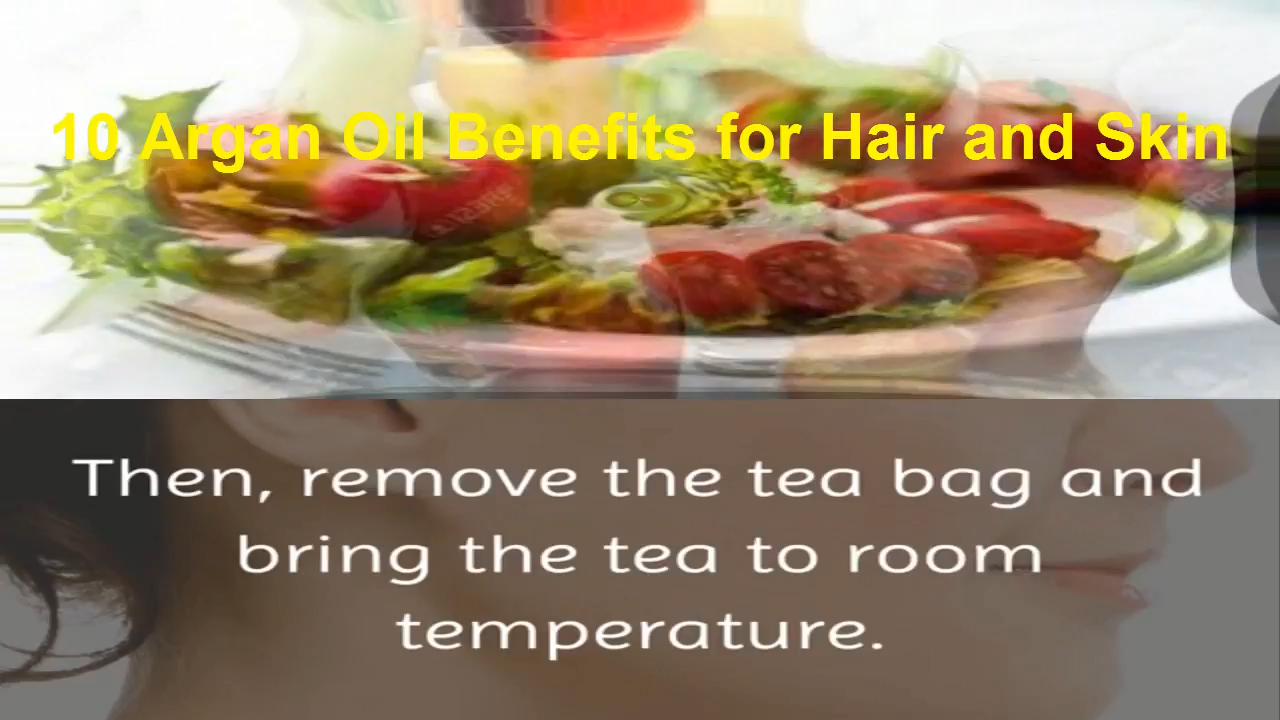 10 Argan Oil Benefits for Hair and Skin
Then, remove the tea bag and
bring the tea to room
temperature.